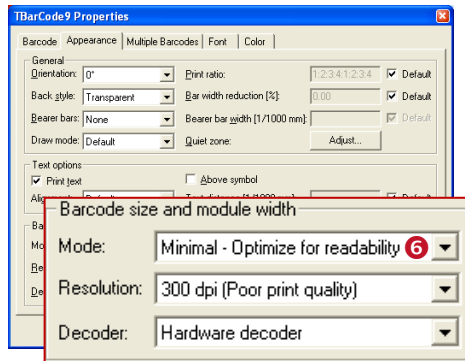 TBarCode9 Properties
Barcode Appearance Multiple Barcodes Font Color
General
Orientation: 0° Print ratio: 1:2:3:4:1:2:3:4 Default
Back style: Transparent Bar width reduction [%]: 0.00 Default
Bearer bars: None Bearer bar width [1/1000 mm]: Default
Draw mode: Default Quiet zone: Adjust...
Text options
Print text Above symbol
Barcode size and module width
Mode: Minimal - Optimize for readability 6
Resolution: 300 dpi (Poor print quality)
Decoder: Hardware decoder